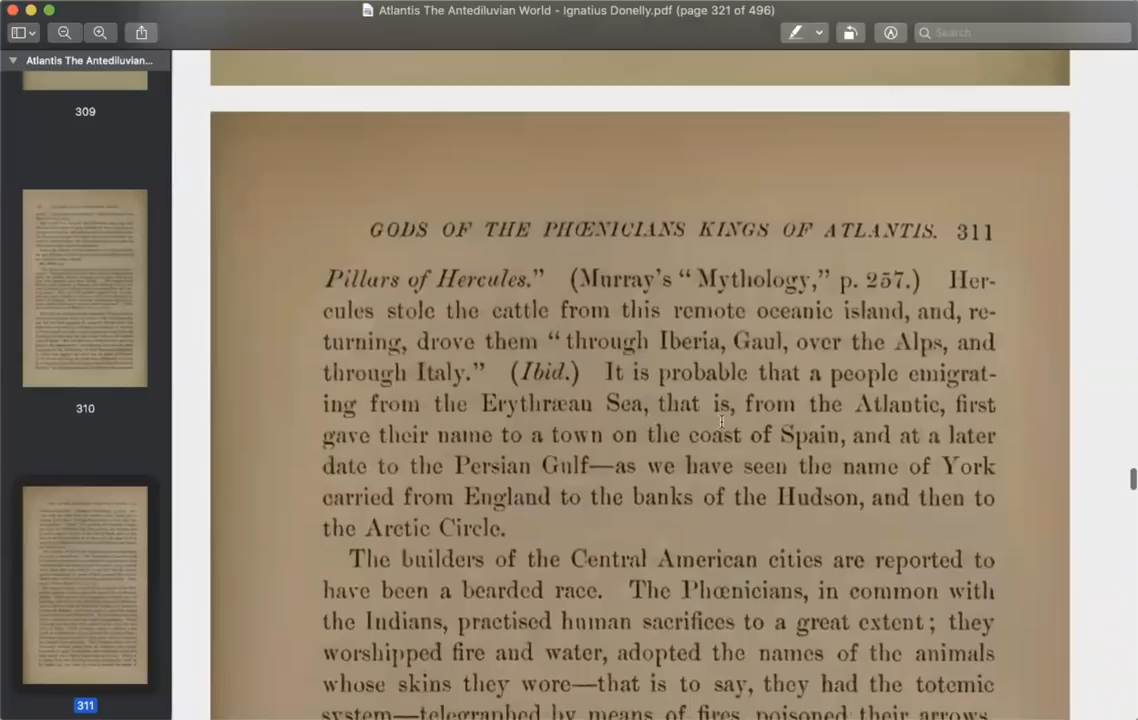 Atlantis The Antediluvian World - Ignatius Donelly.pdf (page 321 of 496)
Search
Atlantis The Antediluvian...
309
310
311
GODS OF THE PHŒNICIANS KINGS OF ATLANTIS. 311
Pillars of Hercules." (Murray's "Mythology," p. 257.) Her-
cules stole the cattle from this remote oceanic island, and, re-
turning, drove them "through Iberia, Gaul, over the Alps, and
through Italy." (Ibid.) It is probable that a people emigrat-
ing from the Erythræan Sea, that is, from the Atlantic, first
gave their name to a town on the coast of Spain, and at a later
date to the Persian Gulf—as we have seen the name of York
carried from England to the banks of the Hudson, and then to
the Arctic Circle.
The builders of the Central American cities are reported to
have been a bearded race. The Phœnicians, in common with
the Indians, practised human sacrifices to a great extent; they
worshipped fire and water, adopted the names of the animals
whose skins they wore—that is to say, they had the totemic
system—telegraphed by means of fires, poisoned their arrows,